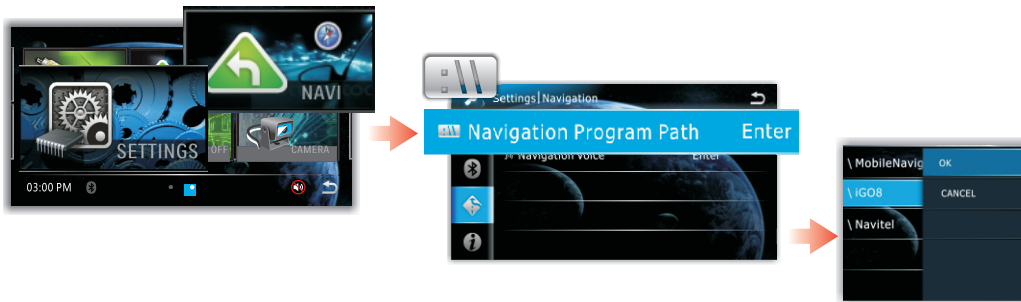 NAVI
SETTINGS
OFF
CAMERA
03:00 PM
:\\
Settings|Navigation
Navigation Program Path Enter
Navigation Voice Enter
\ MobileNavig OK
\ iGO8 CANCEL
\ Navitel